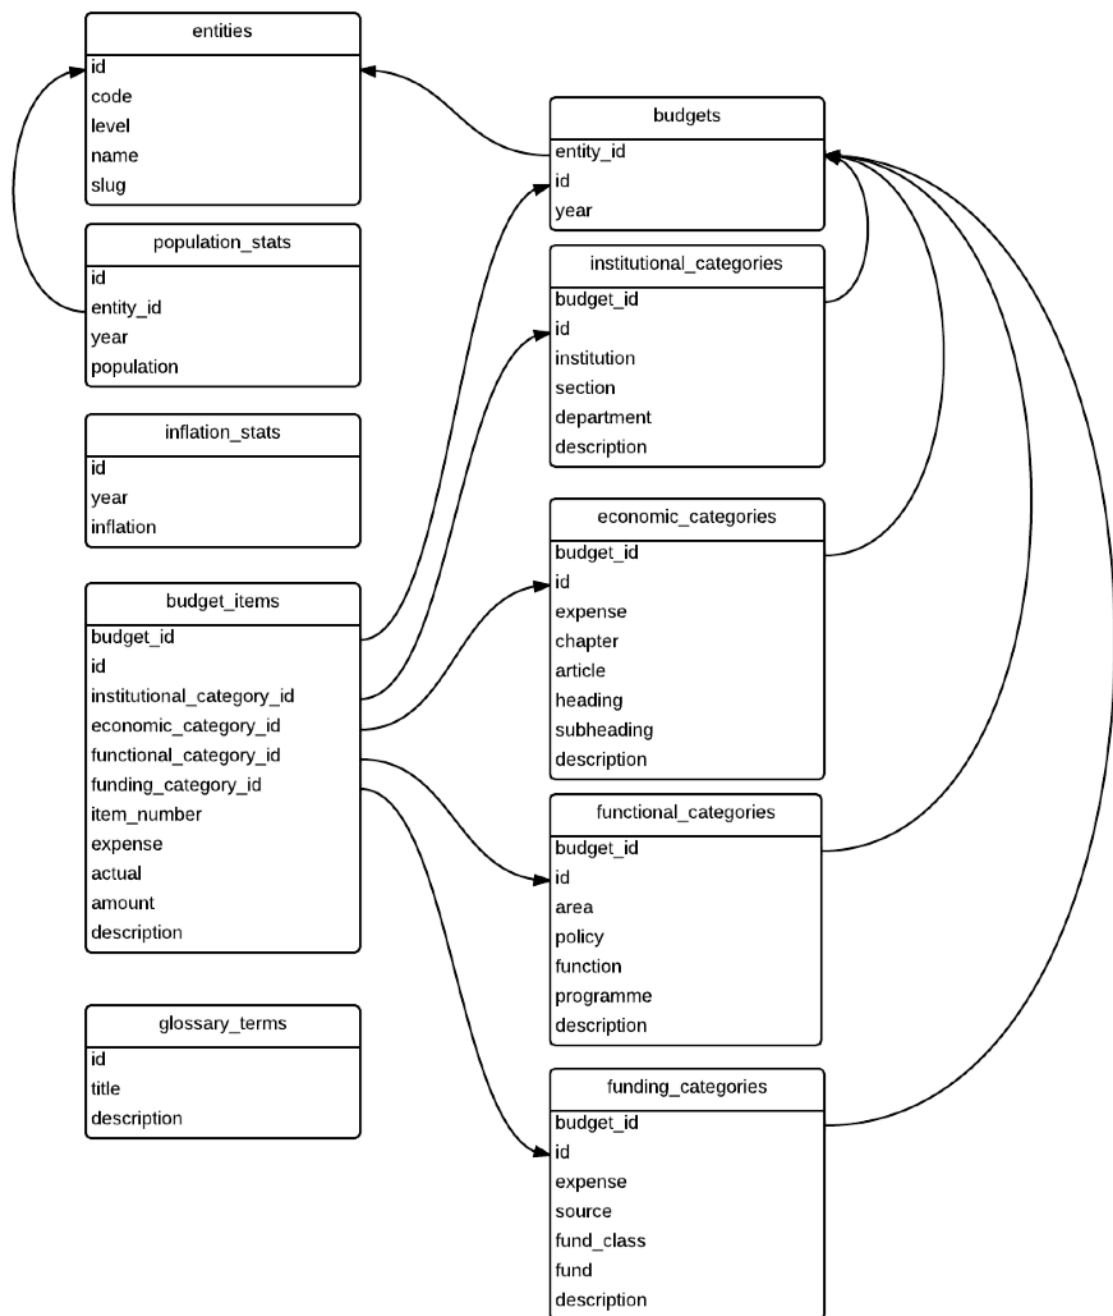 entities
id
code
level
name
slug
population_stats
id
entity_id
year
population
inflation_stats
id
year
inflation
budget_items
budget_id
id
institutional_category_id
economic_category_id
functional_category_id
funding_category_id
item_number
expense
actual
amount
description
glossary_terms
id
title
description
budgets
entity_id
id
year
institutional_categories
budget_id
id
institution
section
department
description
economic_categories
budget_id
id
expense
chapter
article
heading
subheading
description
functional_categories
budget_id
id
area
policy
function
programme
description
funding_categories
budget_id
id
expense
source
fund_class
fund
description